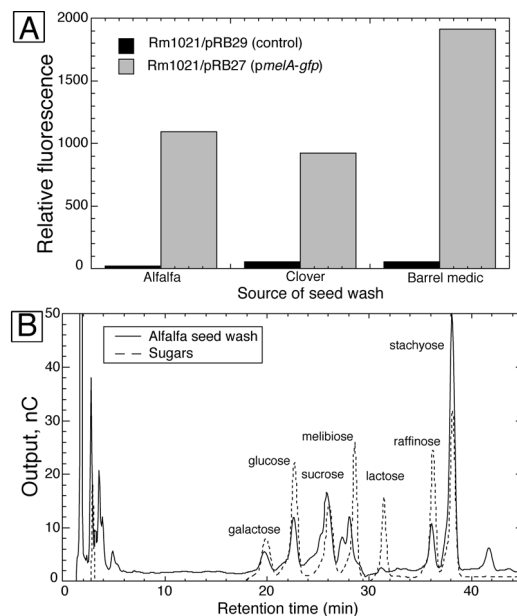 A
2000
1500
1000
500
0
Relative fluorescence
Rm1021/pRB29 (control)
Rm1021/pRB27 (pmelA-gfp)
Alfalfa Clover Barrel medic
Source of seed wash
B
50
40
30
20
10
0
Output, nC
Alfalfa seed wash
Sugars
stachyose
melibiose
raffinose
glucose
sucrose
lactose
galactose
0 10 20 30 40
Retention time (min)